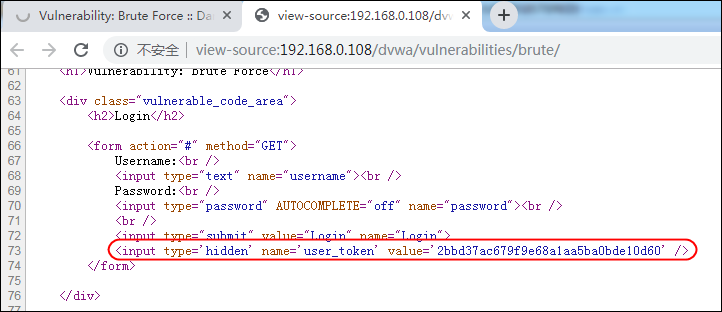 Vulnerability: Brute Force :: Da
view-source:192.168.0.108/dvw
不安全 | view-source:192.168.0.108/dvwa/vulnerabilities/brute/
61 <h1>Vulnerability: Brute Force</h1>
62
63 <div class="vulnerable_code_area">
64 <h2>Login</h2>
65
66 <form action="#" method="GET">
67 Username:<br />
68 <input type="text" name="username"><br />
69 Password:<br />
70 <input type="password" AUTOCOMPLETE="off" name="password"><br />
71 <br />
72 <input type="submit" value="Login" name="Login">
73 <input type='hidden' name='user_token' value='2bbd37ac679f9e68a1aa5ba0bde10d60' />
74 </form>
75
76 </div>
77